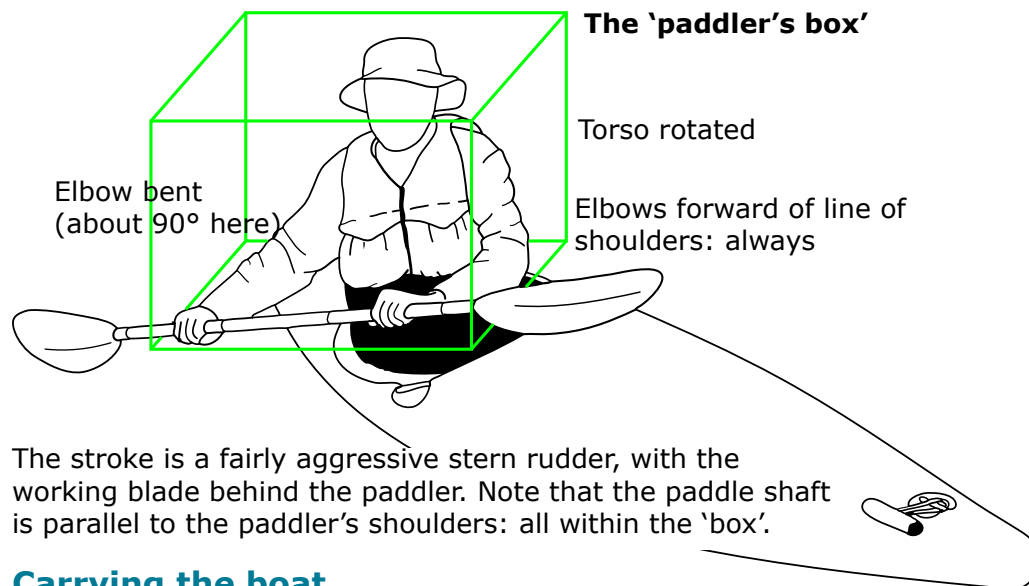 The ‘paddler’s box’
Torso rotated
Elbow bent
(about 90° here)
Elbows forward of line of
shoulders: always
The stroke is a fairly aggressive stern rudder, with the
working blade behind the paddler. Note that the paddle shaft
is parallel to the paddler’s shoulders: all within the ‘box’.
Carrying the boat